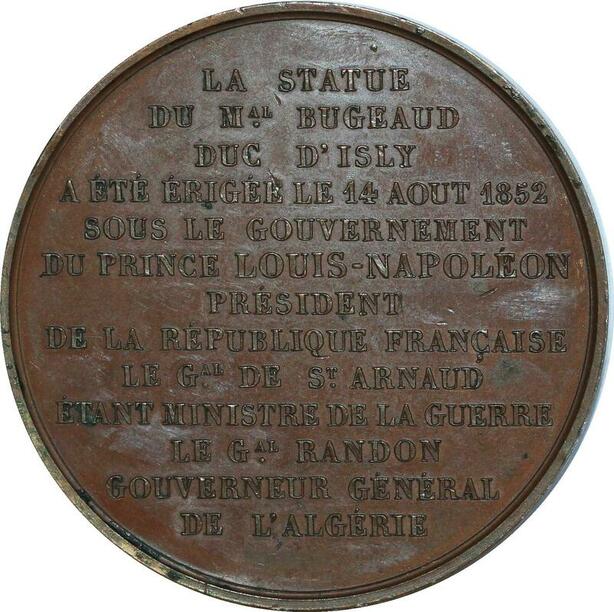 LA STATUE
DU MAL BUGEAUD
DUC D'ISLY
A ÉTÉ ÉRIGÉE LE 14 AOUT 1852
SOUS LE GOUVERNEMENT
DU PRINCE LOUIS-NAPOLÉON
PRÉSIDENT
DE LA RÉPUBLIQUE FRANÇAISE
LE GAL DE ST ARNAUD
ÉTANT MINISTRE DE LA GUERRE
LE GAL RANDON
GOUVERNEUR GÉNÉRAL
DE L'ALGÉRIE